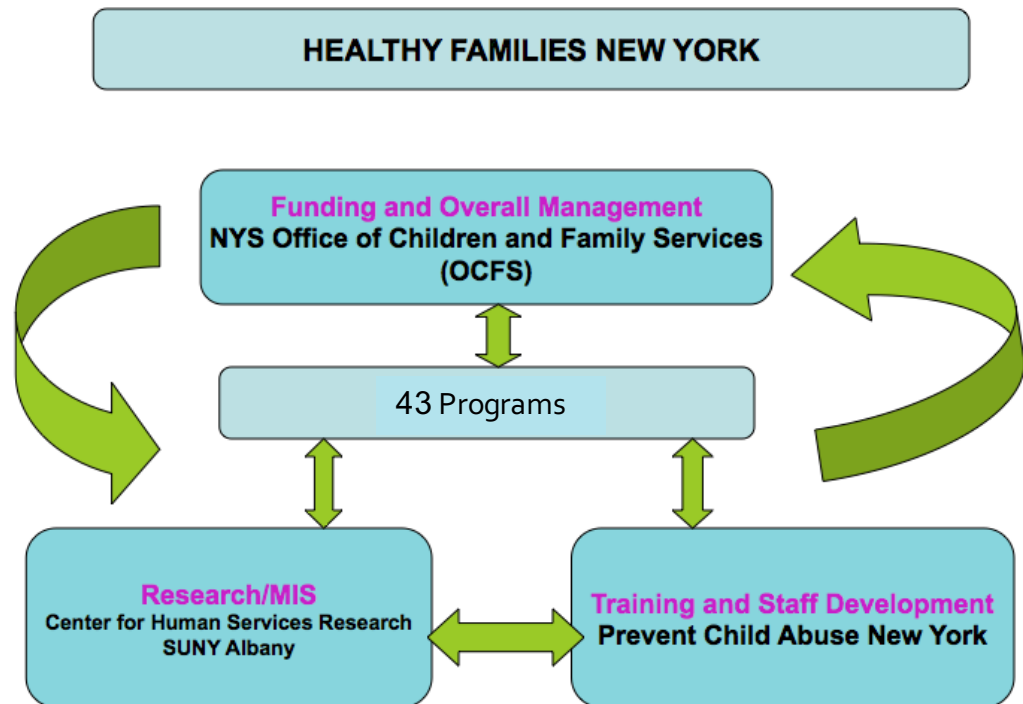 HEALTHY FAMILIES NEW YORK
Funding and Overall Management
NYS Office of Children and Family Services
(OCFS)
43 Programs
Research/MIS
Center for Human Services Research
SUNY Albany
Training and Staff Development
Prevent Child Abuse New York